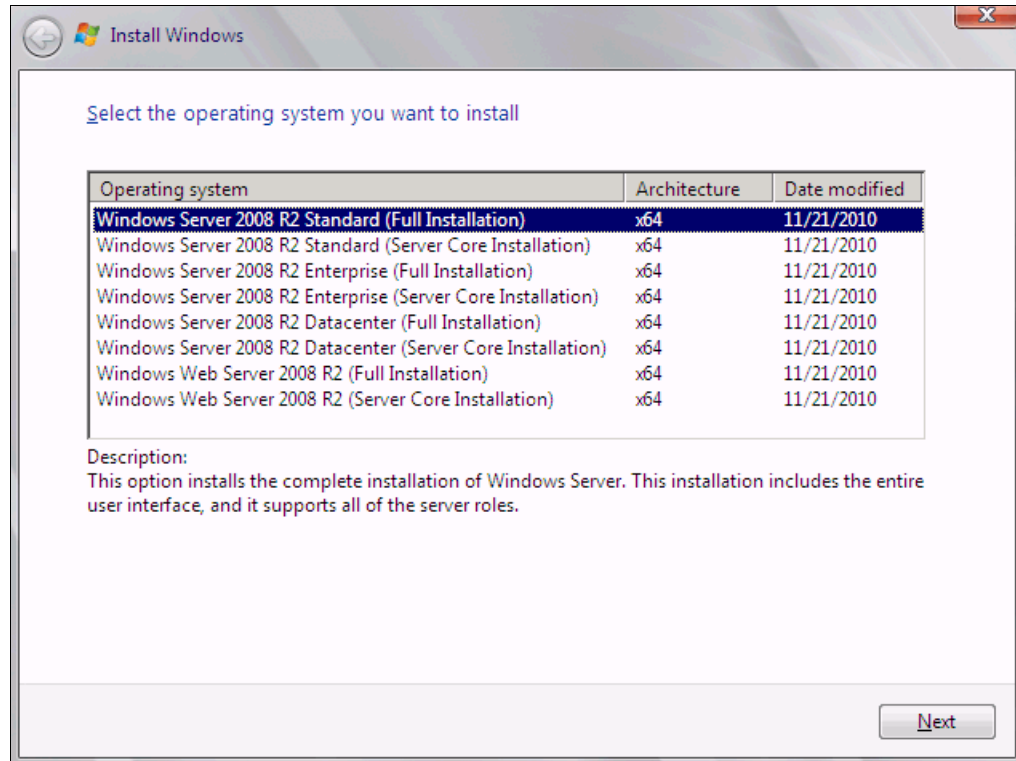 Install Windows
Select the operating system you want to install
Operating system Architecture Date modified
Windows Server 2008 R2 Standard (Full Installation) x64 11/21/2010
Windows Server 2008 R2 Standard (Server Core Installation) x64 11/21/2010
Windows Server 2008 R2 Enterprise (Full Installation) x64 11/21/2010
Windows Server 2008 R2 Enterprise (Server Core Installation) x64 11/21/2010
Windows Server 2008 R2 Datacenter (Full Installation) x64 11/21/2010
Windows Server 2008 R2 Datacenter (Server Core Installation) x64 11/21/2010
Windows Web Server 2008 R2 (Full Installation) x64 11/21/2010
Windows Web Server 2008 R2 (Server Core Installation) x64 11/21/2010
Description:
This option installs the complete installation of Windows Server. This installation includes the entire
user interface, and it supports all of the server roles.
Next